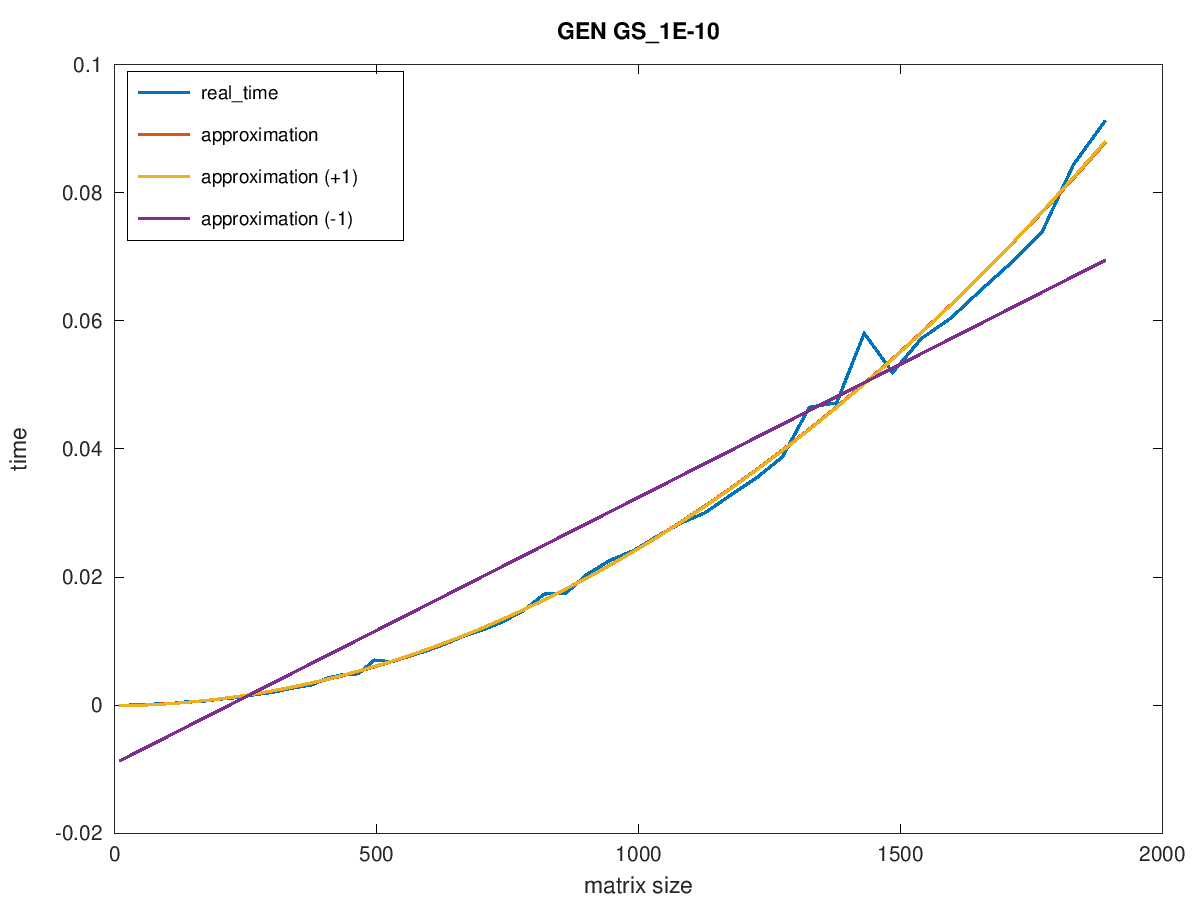 GEN GS_1E-10
0.1
real_time
approximation
approximation (+1)
approximation (-1)
0.08
0.06
0.04
0.02
0
-0.02
time
0 500 1000 1500 2000
matrix size